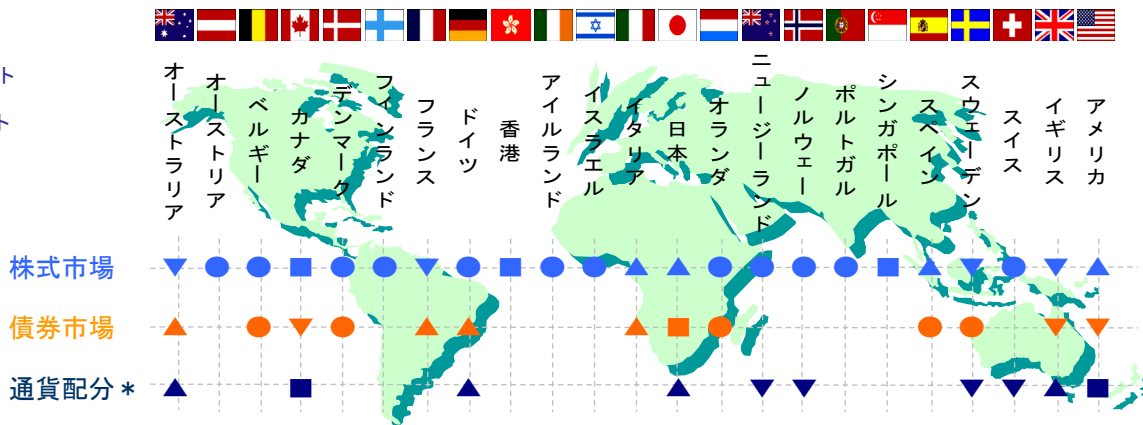 ト
ト
オーストラリア
オーストリア
ベルギー
カナダ
デンマーク
フィンランド
フランス
ドイツ
香港
アイルランド
イスラエル
イタリア
日本
オランダ
ニュージーランド
ノルウェー
ポルトガル
シンガポール
スペイン
スウェーデン
スイス
イギリス
アメリカ
株式市場
債券市場
通貨配分*